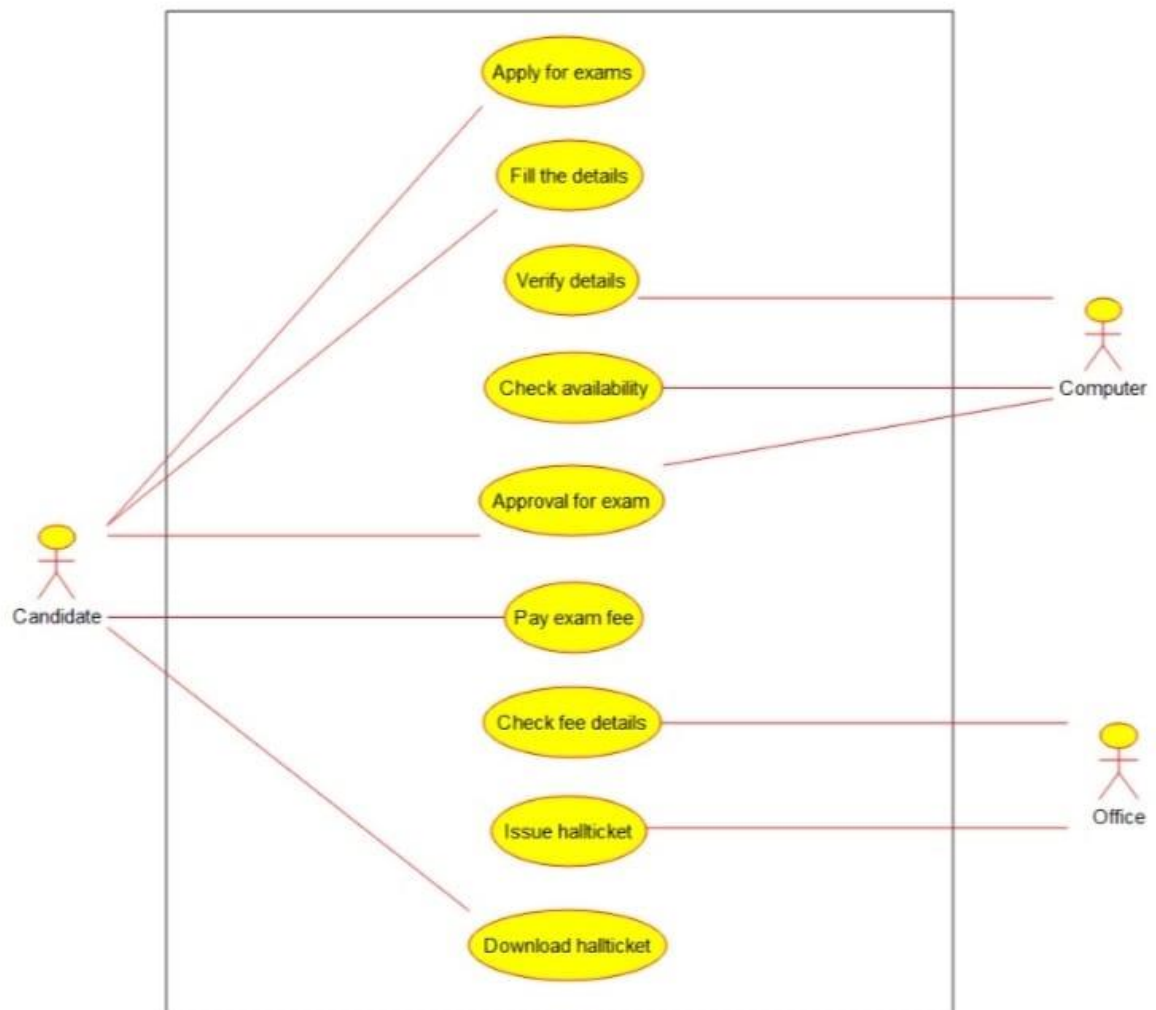 Apply for exams
Fill the details
Verify details
Check availability
Computer
Approval for exam
Candidate
Pay exam fee
Check fee details
Office
Issue hallticket
Download hallticket